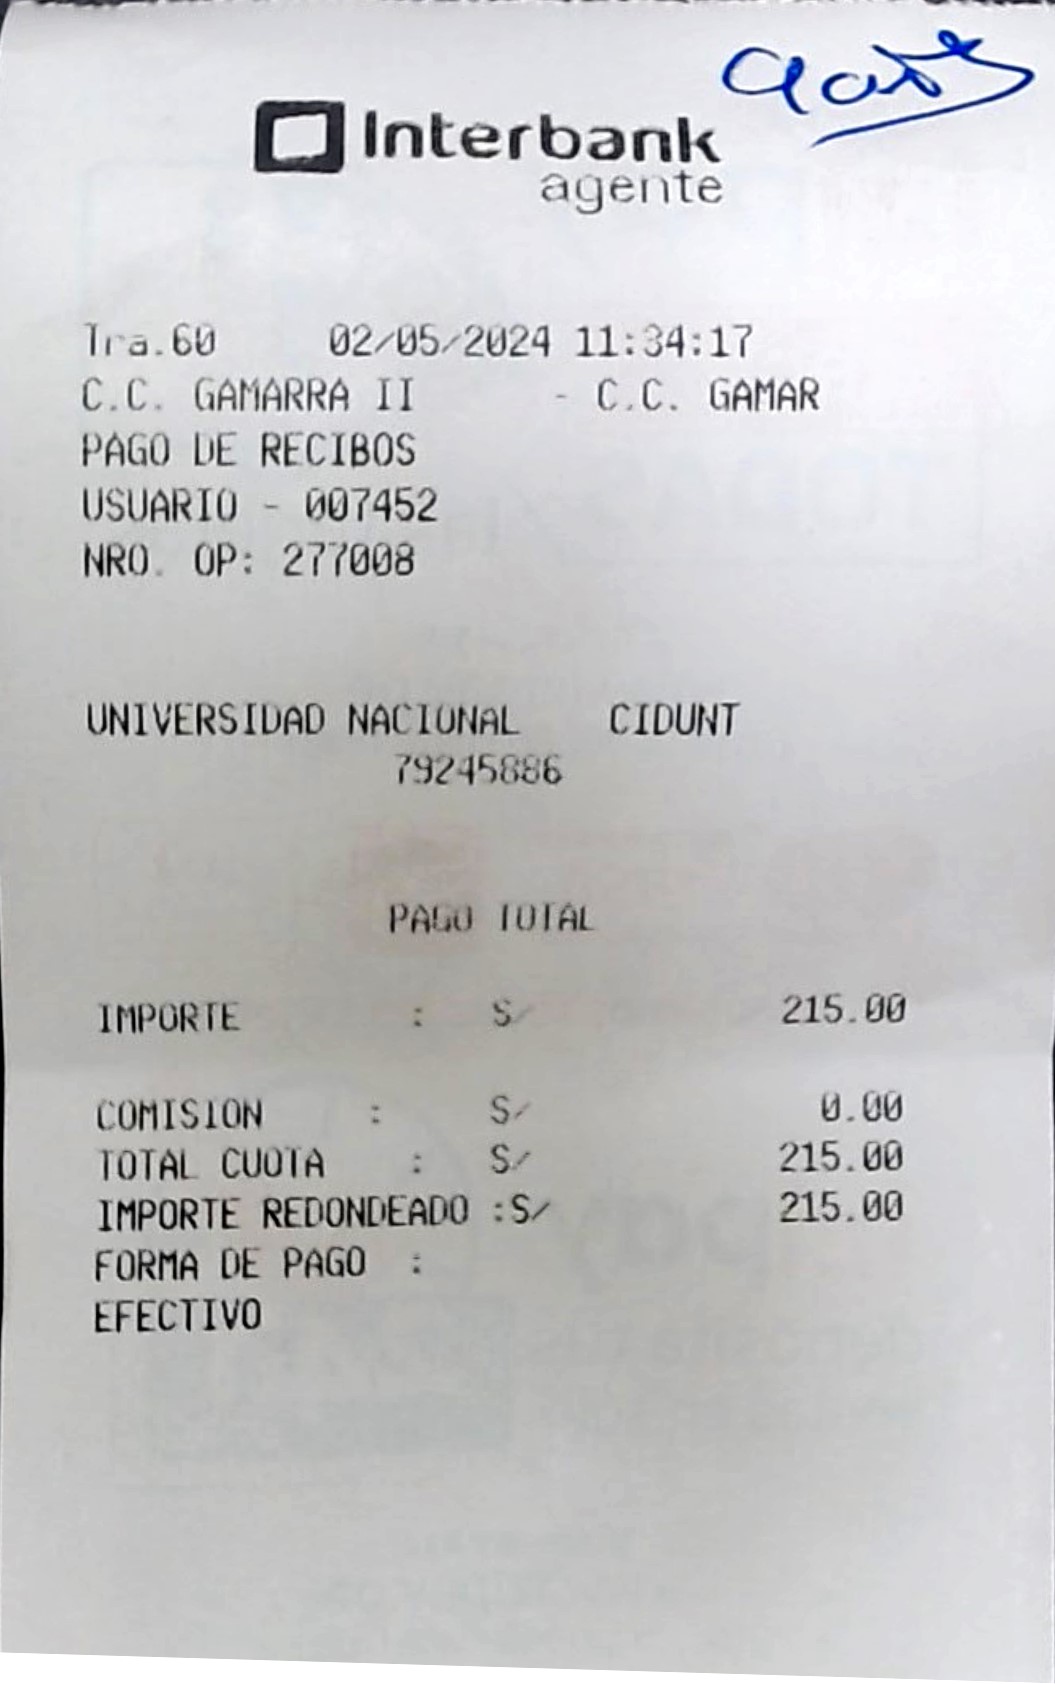 Interbank
agente
Tra.60 02/05/2024 11:34:17
C.C. GAMARRA II - C.C. GAMAR
PAGO DE RECIBOS
USUARIO - 007452
NRO. OP: 277008
UNIVERSIDAD NACIONAL CIDUNT
79245886
PAGO TOTAL
IMPORTE : S/ 215.00
COMISION : S/ 0.00
TOTAL CUOTA : S/ 215.00
IMPORTE REDONDEADO :S/ 215.00
FORMA DE PAGO :
EFECTIVO